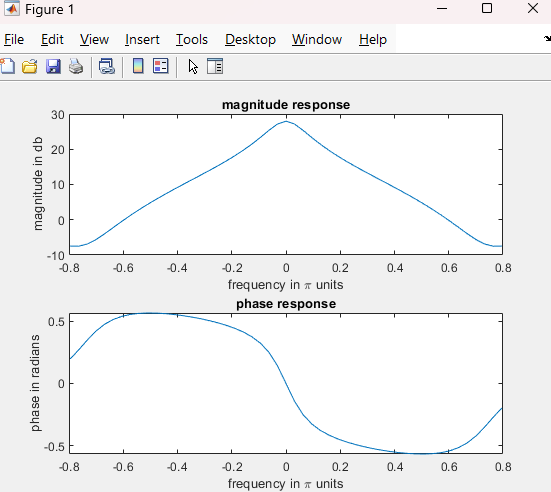 Figure 1
File Edit View Insert Tools Desktop Window Help
magnitude response
30
20
10
0
-10
magnitude in db
-0.8 -0.6 -0.4 -0.2 0 0.2 0.4 0.6 0.8
frequency in π units
phase response
0.5
0
-0.5
phase in radians
-0.8 -0.6 -0.4 -0.2 0 0.2 0.4 0.6 0.8
frequency in π units